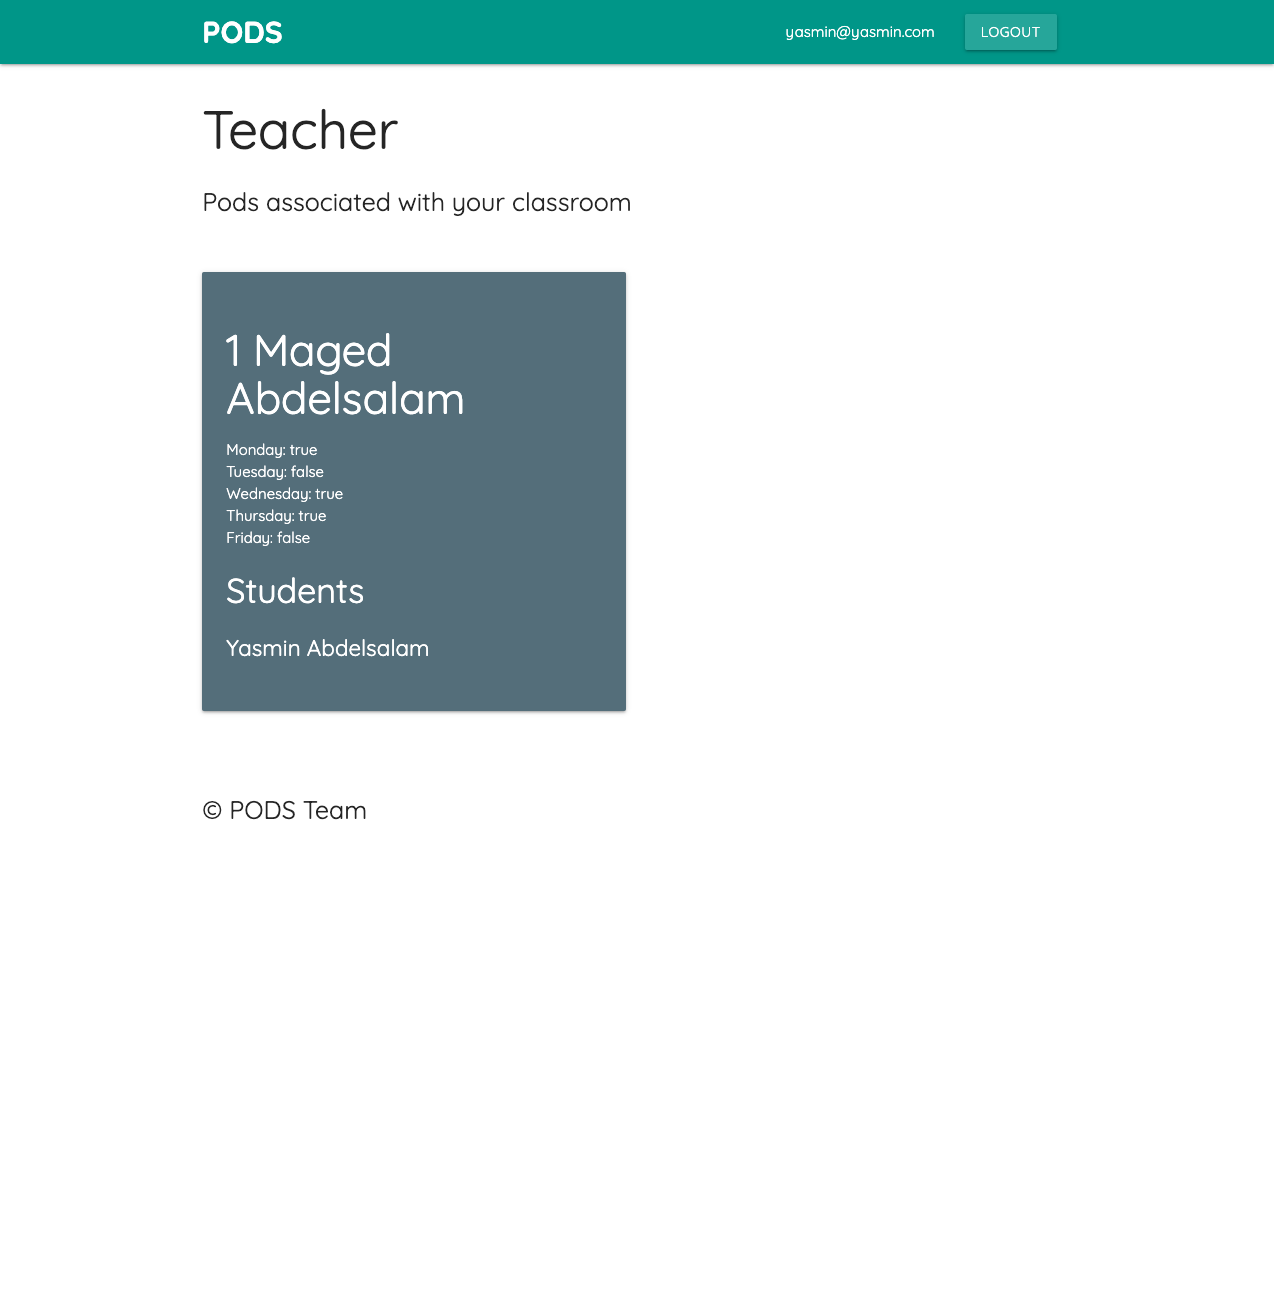 PODS
yasmin@yasmin.com
LOGOUT
Teacher
Pods associated with your classroom
1 Maged
Abdelsalam
Monday: true
Tuesday: false
Wednesday: true
Thursday: true
Friday: false
Students
Yasmin Abdelsalam
© PODS Team